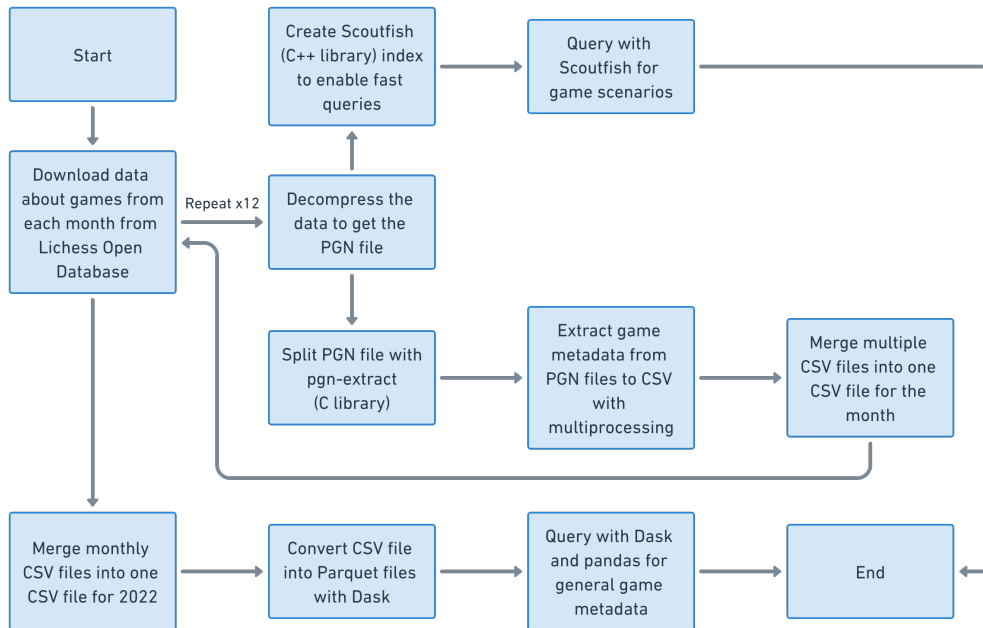 Start
Create Scoutfish
(C++ library) index
to enable fast
queries
Query with
Scoutfish for
game scenarios
Download data
about games from
each month from
Lichess Open
Database
Repeat x12
Decompress the
data to get the
PGN file
Split PGN file with
pgn-extract
(C library)
Extract game
metadata from
PGN files to CSV
with
multiprocessing
Merge multiple
CSV files into one
CSV file for the
month
Merge monthly
CSV files into one
CSV file for 2022
Convert CSV file
into Parquet files
with Dask
Query with Dask
and pandas for
general game
metadata
End